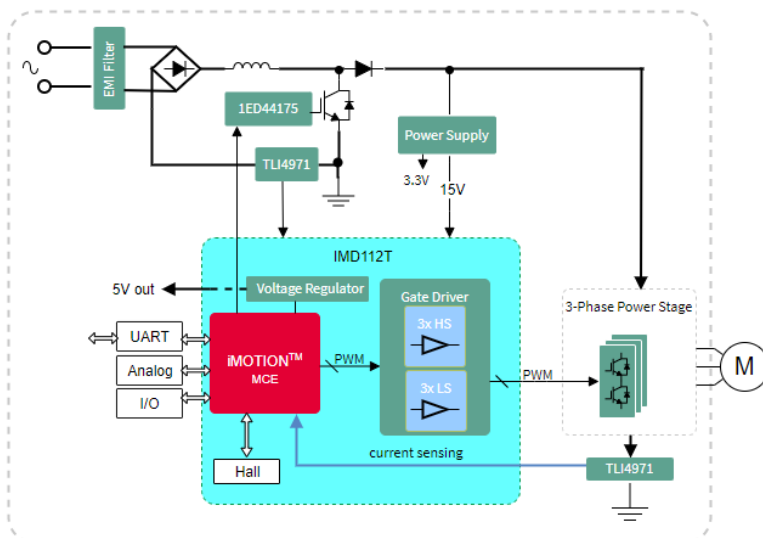 EMI Filter
1ED44175
Power Supply
TLI4971
3.3V
15V
IMD112T
5V out
Voltage Regulator
Gate Driver
3-Phase Power Stage
3x HS
UART
iMOTION™
MCE
PWM
Analog
I/O
3x LS
PWM
M
current sensing
Hall
TLI4971